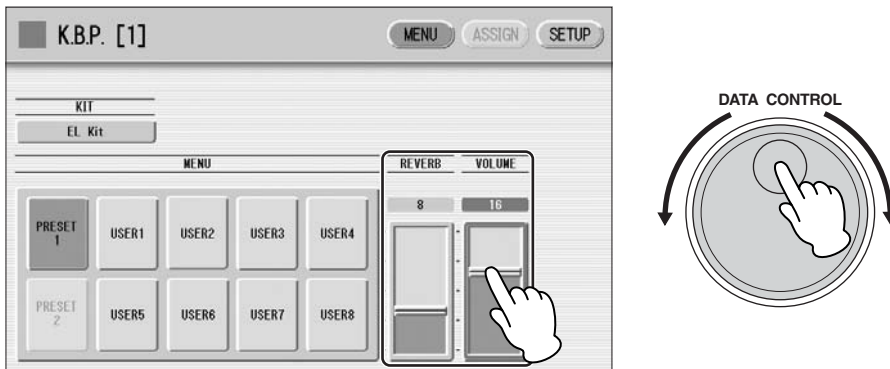 K.B.P. [1]
MENU ASSIGN SETUP
KIT
EL Kit
MENU
REVERB VOLUME
8 16
PRESET 1 USER1 USER2 USER3 USER4
PRESET 2 USER5 USER6 USER7 USER8
DATA CONTROL